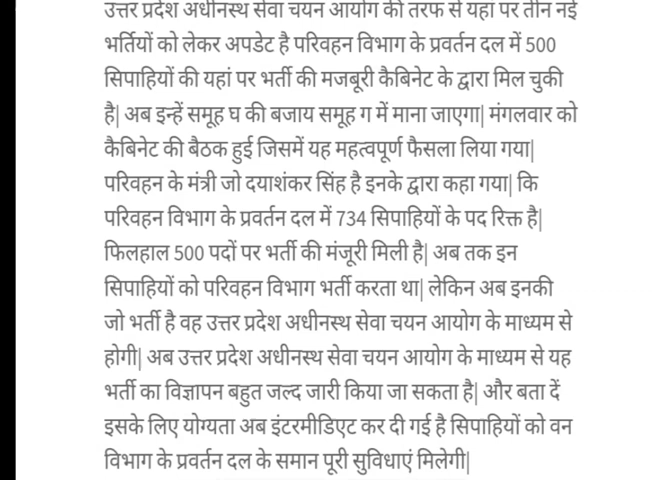 उत्तर प्रदेश अधीनस्थ सेवा चयन आयोग की तरफ से यहां पर तीन नई
भर्तियों को लेकर अपडेट है परिवहन विभाग के प्रवर्तन दल में 500
सिपाहियों की यहां पर भर्ती की मजबूरी कैबिनेट के द्वारा मिल चुकी
है| अब इन्हें समूह घ की बजाय समूह ग में माना जाएगा| मंगलवार को
कैबिनेट की बैठक हुई जिसमें यह महत्वपूर्ण फैसला लिया गया|
परिवहन के मंत्री जो दयाशंकर सिंह है इनके द्वारा कहा गया| कि
परिवहन विभाग के प्रवर्तन दल में 734 सिपाहियों के पद रिक्त है|
फिलहाल 500 पदों पर भर्ती की मंजूरी मिली है| अब तक इन
सिपाहियों को परिवहन विभाग भर्ती करता था| लेकिन अब इनकी
जो भर्ती है वह उत्तर प्रदेश अधीनस्थ सेवा चयन आयोग के माध्यम से
होगी| अब उत्तर प्रदेश अधीनस्थ सेवा चयन आयोग के माध्यम से यह
भर्ती का विज्ञापन बहुत जल्द जारी किया जा सकता है| और बता दें
इसके लिए योग्यता अब इंटरमीडिएट कर दी गई है सिपाहियों को वन
विभाग के प्रवर्तन दल के समान पूरी सुविधाएं मिलेगी|